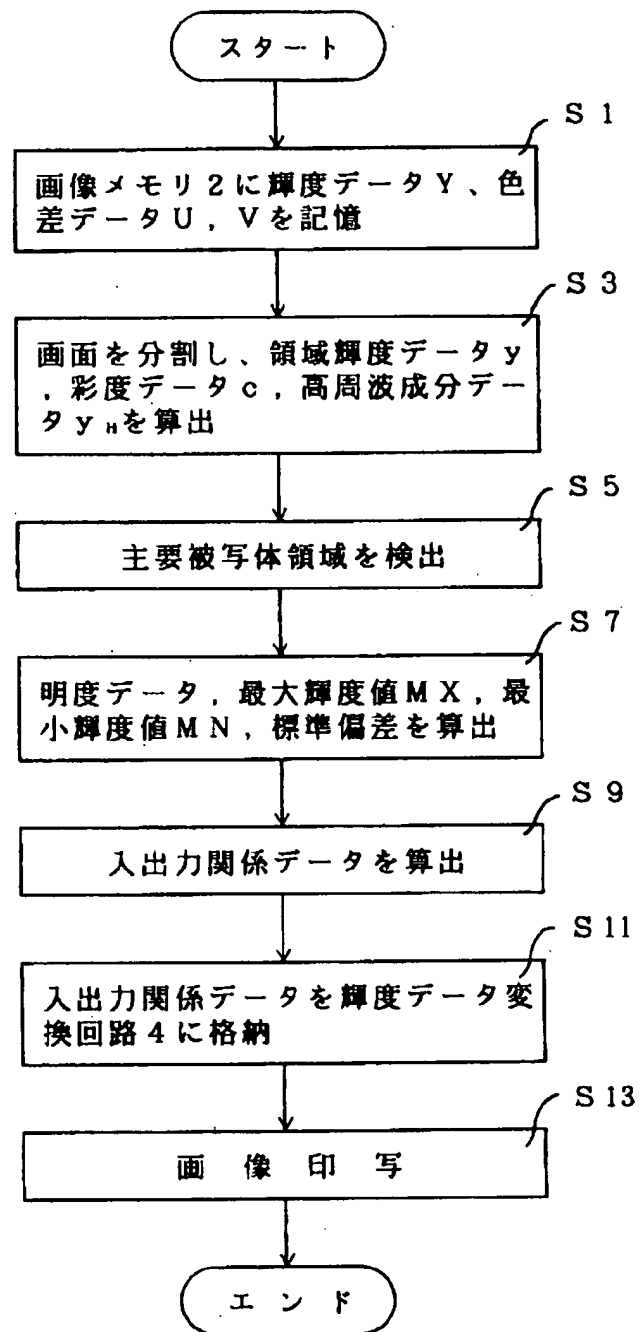 スタート
S1
画像メモリ2に輝度データY、色
差データU，Vを記憶
S3
画面を分割し、領域輝度データy
，彩度データc，高周波成分デー
タyHを算出
S5
主要被写体領域を検出
S7
明度データ，最大輝度値MX，最
小輝度値MN，標準偏差を算出
S9
入出力関係データを算出
S11
入出力関係データを輝度データ変
換回路4に格納
S13
画像印写
エンド